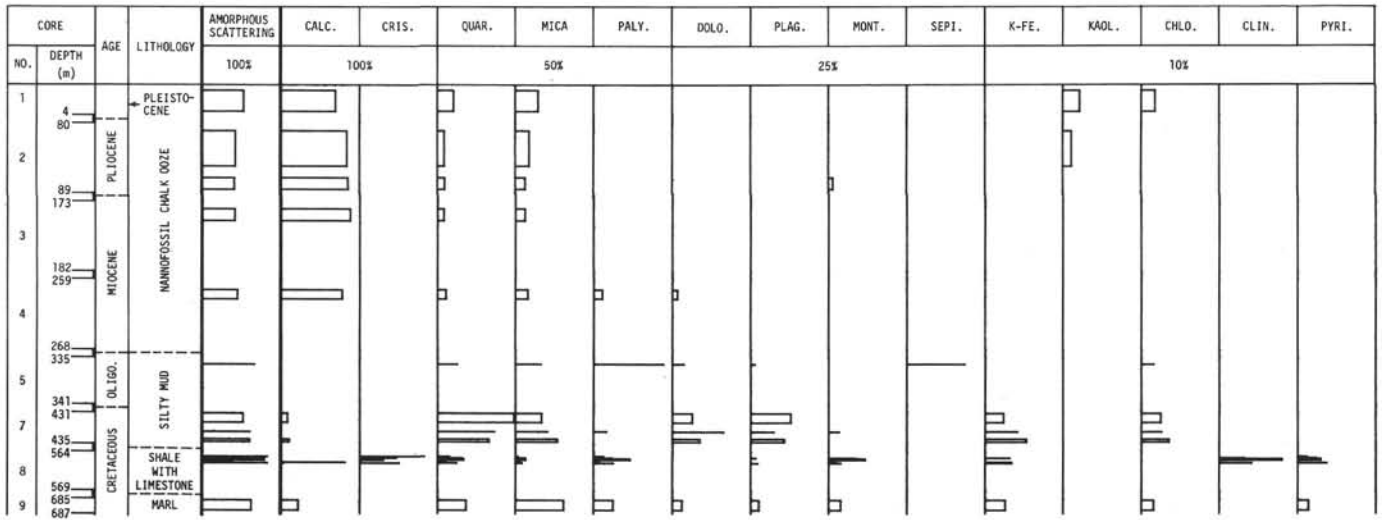 CORE
NO.
DEPTH
(m)
AGE
LITHOLOGY
AMORPHOUS
SCATTERING
CALC.
CRIS.
QUAR.
MICA
PALY.
DOLO.
PLAG.
MONT.
SEPI.
K-FE.
KAOL.
CHLO.
CLIN.
PYRI.
100%
100%
50%
25%
10%
1
4
80
PLEISTO-
CENE
2
PLIOCENE
NANNOFOSSIL CHALK OOZE
89
173
3
MIOCENE
182
259
4
268
335
5
OLIGO.
SILTY MUD
341
431
7
CRETACEOUS
435
564
8
SHALE
WITH
LIMESTONE
569
685
9
MARL
687